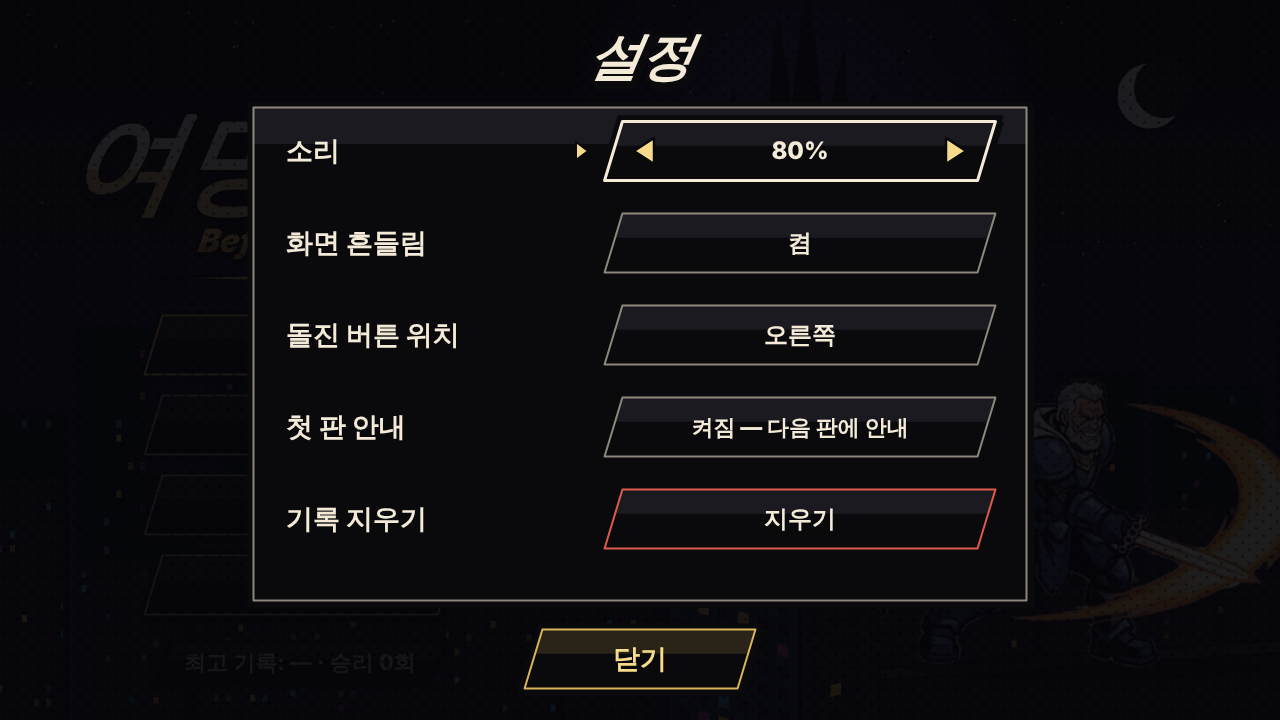 설정
소리
80%
화면 흔들림
켬
돌진 버튼 위치
오른쪽
첫 판 안내
켜짐 — 다음 판에 안내
기록 지우기
지우기
최고 기록: — · 승리 0회
닫기